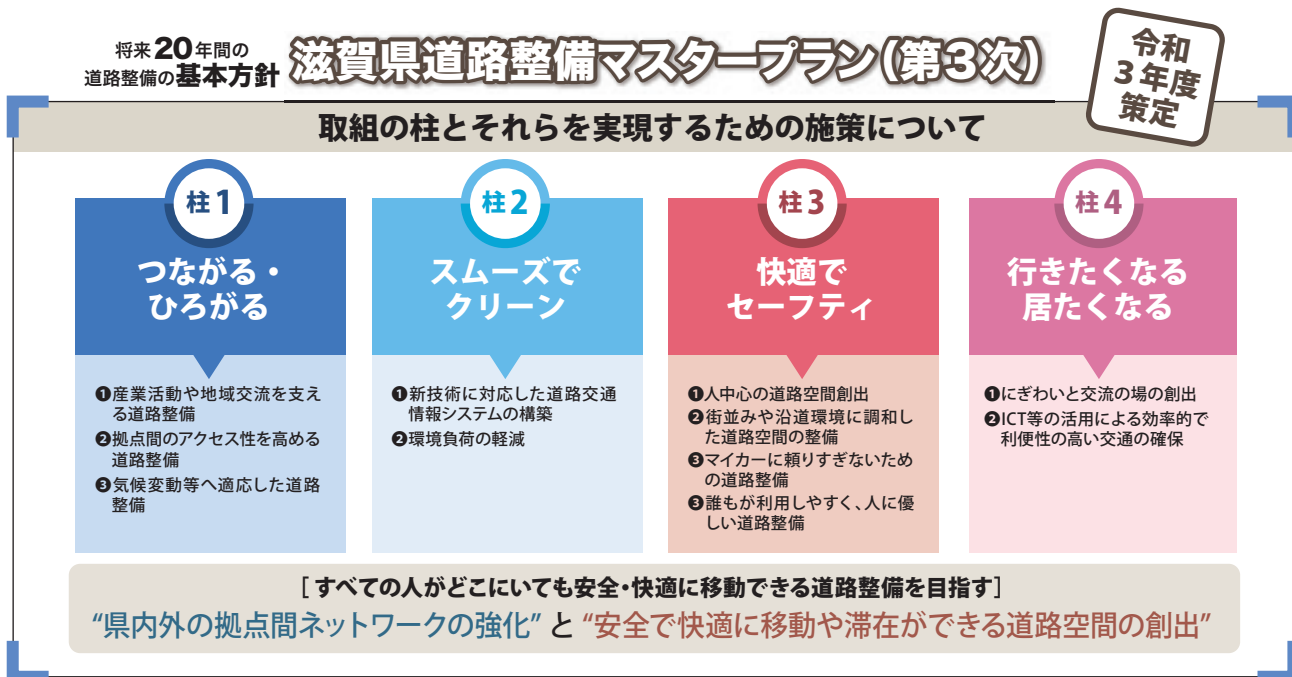 将来20年間の
道路整備の基本方針
滋賀県道路整備マスタープラン（第3次）
令和
3年度
策定
取組の柱とそれらを実現するための施策について
柱1
つながる・
ひろがる
❶産業活動や地域交流を支え
る道路整備
❷拠点間のアクセス性を高める
道路整備
❸気候変動等へ適応した道路
整備
柱2
スムーズで
クリーン
❶新技術に対応した道路交通
情報システムの構築
❷環境負荷の軽減
柱3
快適で
セーフティ
❶人中心の道路空間創出
❷街並みや沿道環境に調和し
た道路空間の整備
❸マイカーに頼りすぎないため
の道路整備
❸誰もが利用しやすく、人に優
しい道路整備
柱4
行きたくなる
居たくなる
❶にぎわいと交流の場の創出
❷ICT等の活用による効率的で
利便性の高い交通の確保
［すべての人がどこにいても安全・快適に移動できる道路整備を目指す］
“県内外の拠点間ネットワークの強化” と “安全で快適に移動や滞在ができる道路空間の創出”